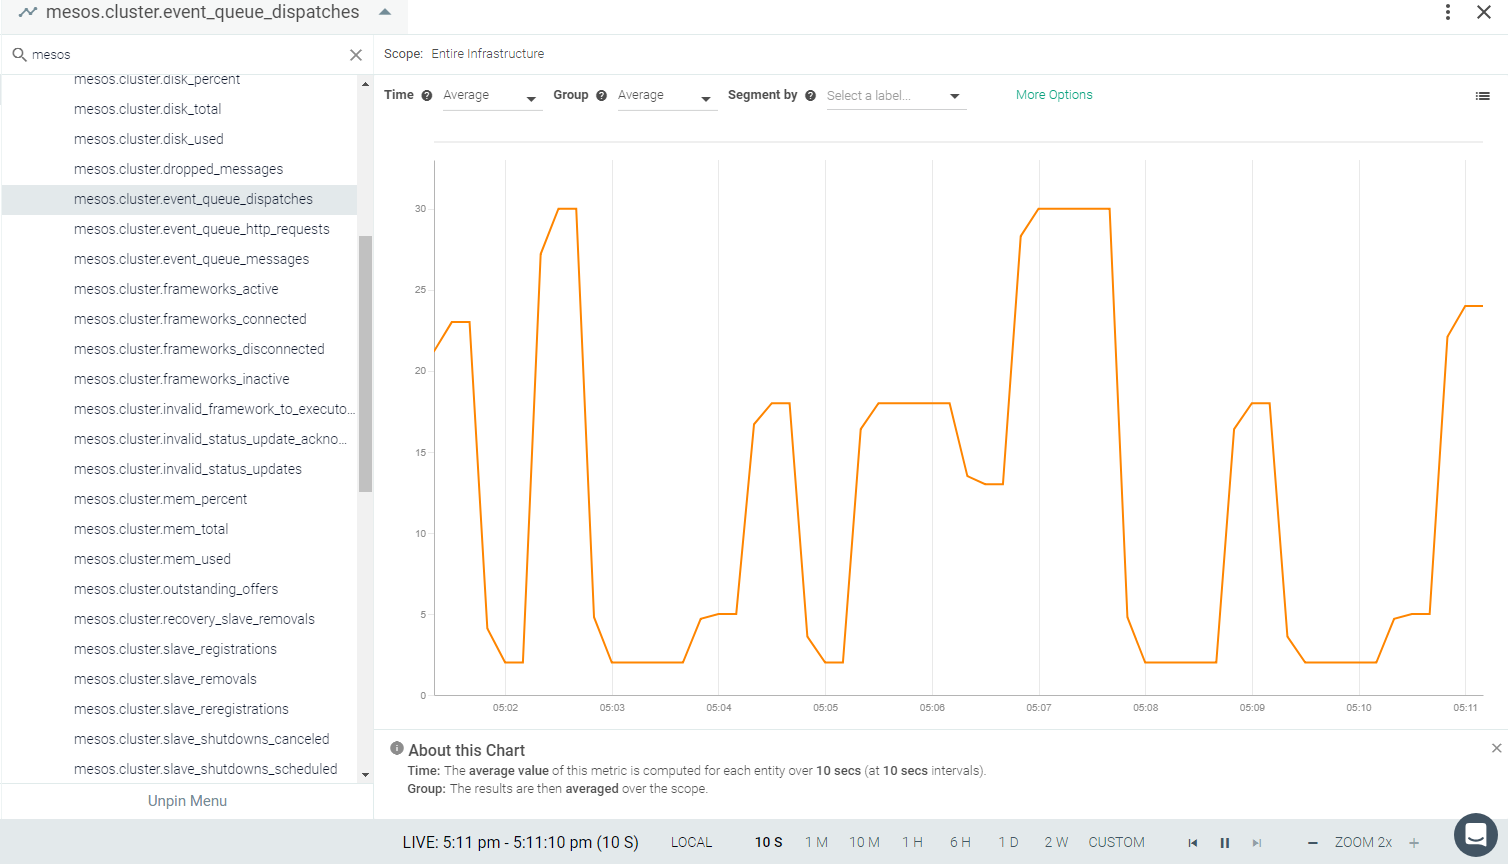 mesos.cluster.event_queue_dispatches
mesos
Scope: Entire Infrastructure
mesos.cluster.disk_percent
mesos.cluster.disk_total
mesos.cluster.disk_used
mesos.cluster.dropped_messages
mesos.cluster.event_queue_dispatches
mesos.cluster.event_queue_http_requests
mesos.cluster.event_queue_messages
mesos.cluster.frameworks_active
mesos.cluster.frameworks_connected
mesos.cluster.frameworks_disconnected
mesos.cluster.frameworks_inactive
mesos.cluster.invalid_framework_to_executo...
mesos.cluster.invalid_status_update_ackno...
mesos.cluster.invalid_status_updates
mesos.cluster.mem_percent
mesos.cluster.mem_total
mesos.cluster.mem_used
mesos.cluster.outstanding_offers
mesos.cluster.recovery_slave_removals
mesos.cluster.slave_registrations
mesos.cluster.slave_removals
mesos.cluster.slave_reregistrations
mesos.cluster.slave_shutdowns_canceled
mesos.cluster.slave_shutdowns_scheduled
Unpin Menu
Time ? Average Group ? Average Segment by ? Select a label... More Options
30
25
20
15
10
5
0
05:02 05:03 05:04 05:05 05:06 05:07 05:08 05:09 05:10 05:11
About this Chart
Time: The average value of this metric is computed for each entity over 10 secs (at 10 secs intervals).
Group: The results are then averaged over the scope.
LIVE: 5:11 pm - 5:11:10 pm (10 S) LOCAL 10 S 1 M 10 M 1 H 6 H 1 D 2 W CUSTOM ZOOM 2x